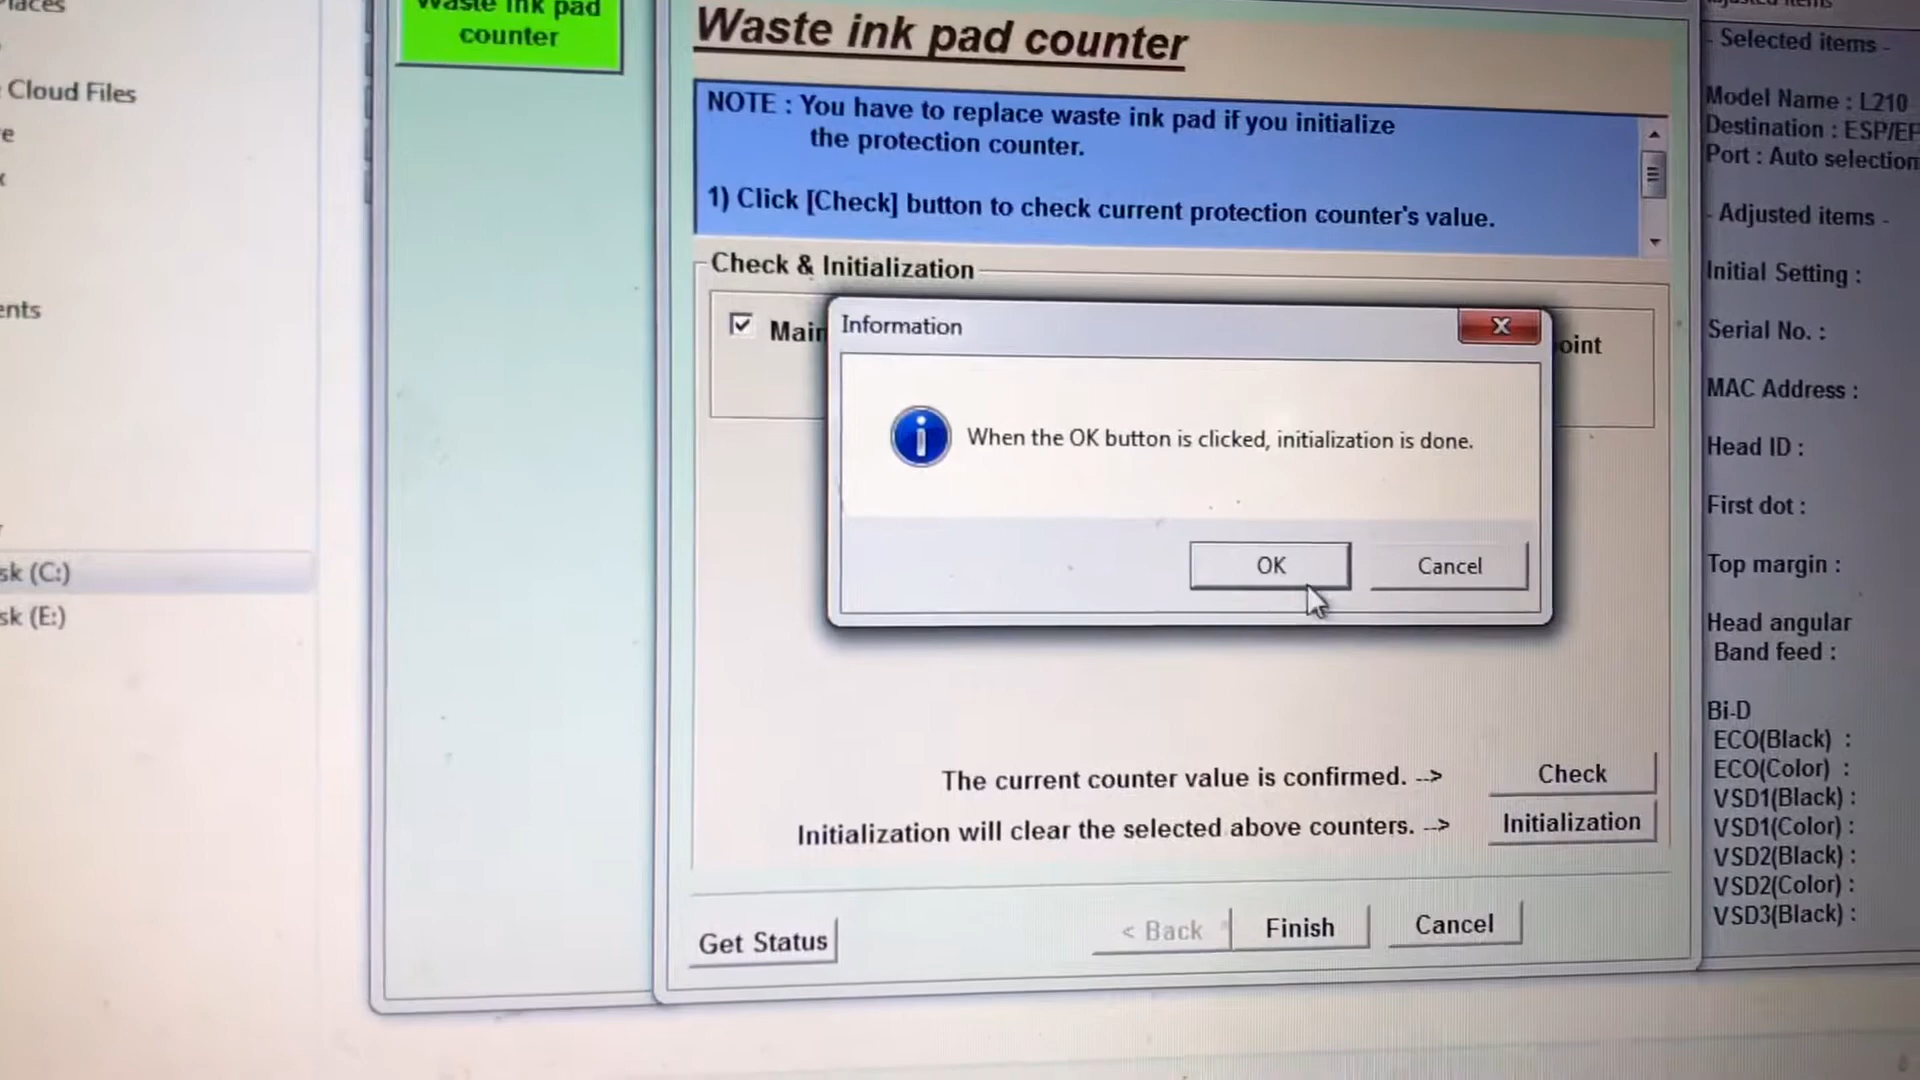 Cloud Files
sk (C:)
sk (E:)
Waste ink pad
counter
Waste ink pad counter
NOTE : You have to replace waste ink pad if you initialize
the protection counter.
1) Click [Check] button to check current protection counter's value.
Check & Initialization
Main
oint
Information
When the OK button is clicked, initialization is done.
OK
Cancel
The current counter value is confirmed. -->
Check
Initialization will clear the selected above counters. -->
Initialization
Get Status
< Back
Finish
Cancel
- Selected items -
Model Name : L210
Destination : ESP/EF
Port : Auto selection
- Adjusted items -
Initial Setting :
Serial No. :
MAC Address :
Head ID :
First dot :
Top margin :
Head angular
Band feed :
Bi-D
ECO(Black) :
ECO(Color) :
VSD1(Black) :
VSD1(Color) :
VSD2(Black) :
VSD2(Color) :
VSD3(Black) :